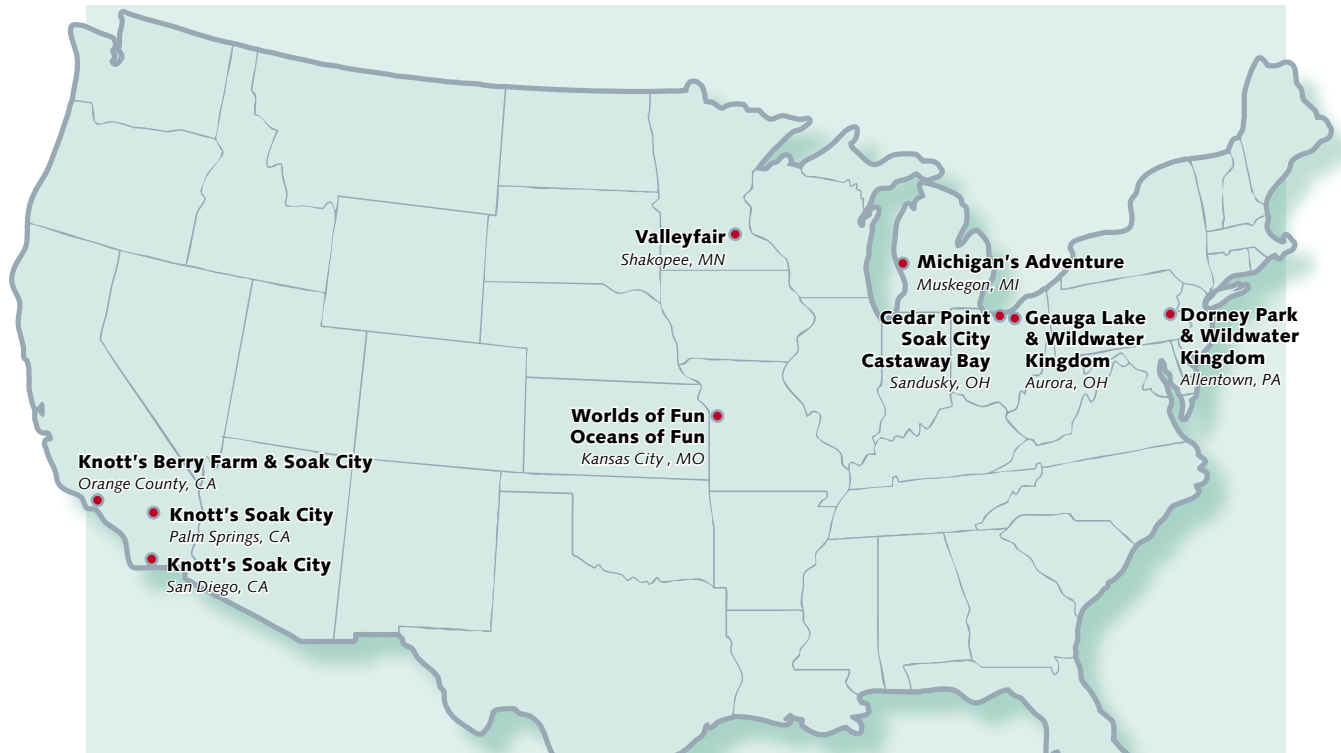 Valleyfair
Shakopee, MN
Michigan's Adventure
Muskegon, MI
Cedar Point
Soak City
Castaway Bay
Sandusky, OH
Geauga Lake
& Wildwater
Kingdom
Aurora, OH
Dorney Park
& Wildwater
Kingdom
Allentown, PA
Worlds of Fun
Oceans of Fun
Kansas City , MO
Knott's Berry Farm & Soak City
Orange County, CA
Knott's Soak City
Palm Springs, CA
Knott's Soak City
San Diego, CA